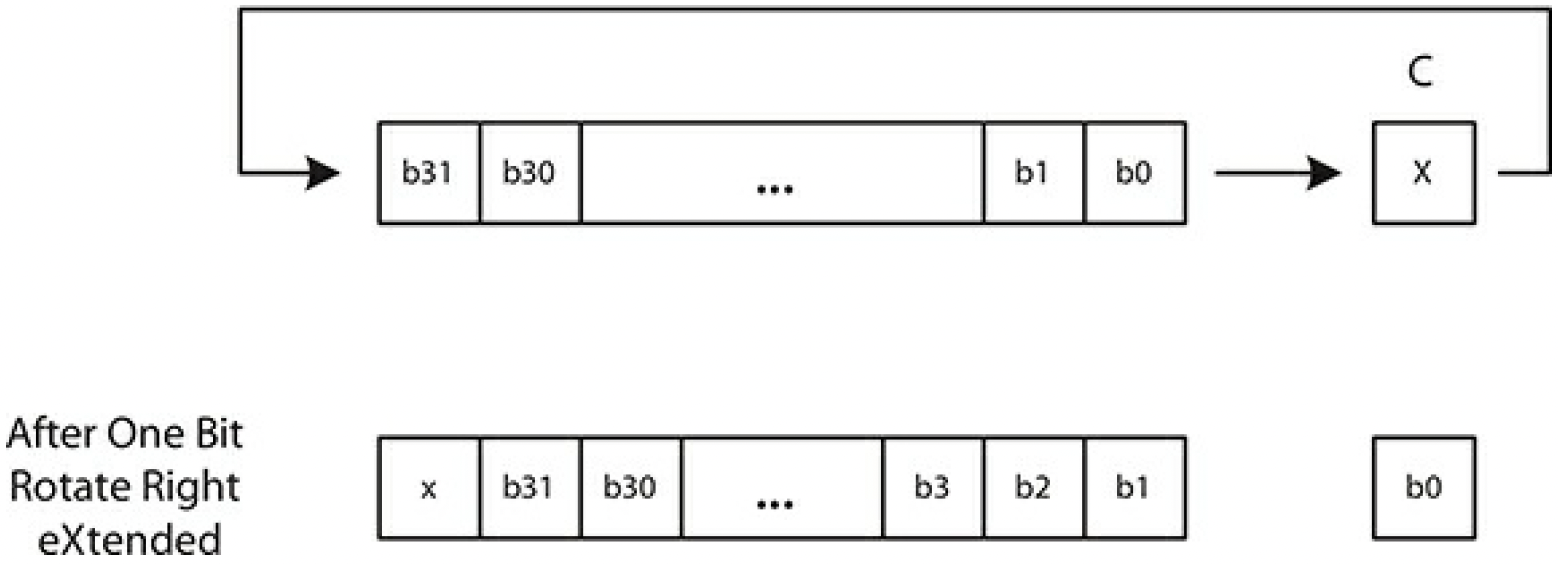 C
b31 b30 ... b1 b0 X
After One Bit
Rotate Right
eXtended
x b31 b30 ... b3 b2 b1 b0